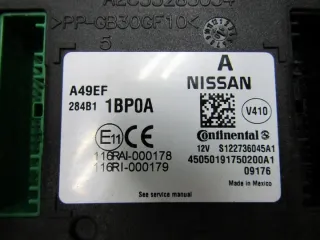 >PP-GB30GF10<
5
A
A49EF
NISSAN
284B1 1BP0A
V410
E11 CE
Continental
12V S122736045A1
116RAI-000178
45050191750200A1
116RI-000179
09176
Made in Mexico
See service manual